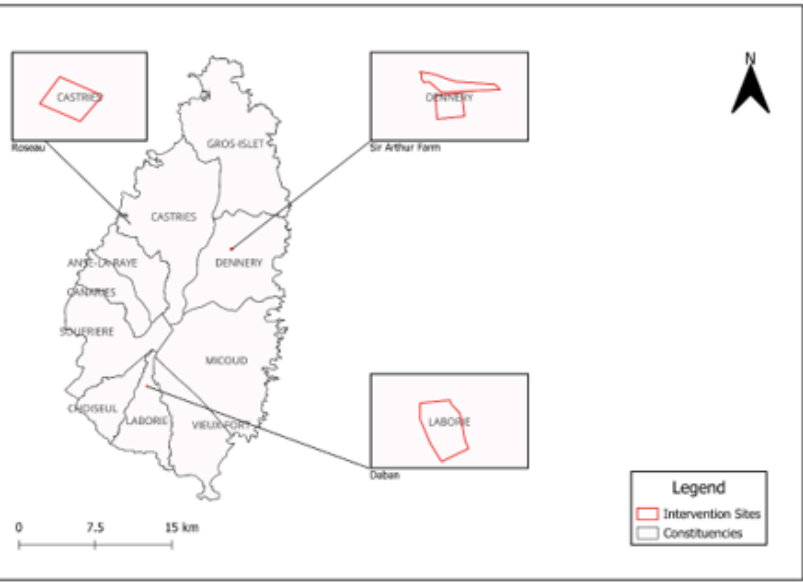 CASTRIES
Roseau
DENNERY
Sir Arthur Farm
N
GROS-ISLET
CASTRIES
ANSE-LA-RAYE
DENNERY
CANARIES
SOUFRIERE
MICOUD
CHOISEUL
LABORIE
VIEUX-FORT
LABORIE
Daban
0 7.5 15 km
Legend
Intervention Sites
Constituencies